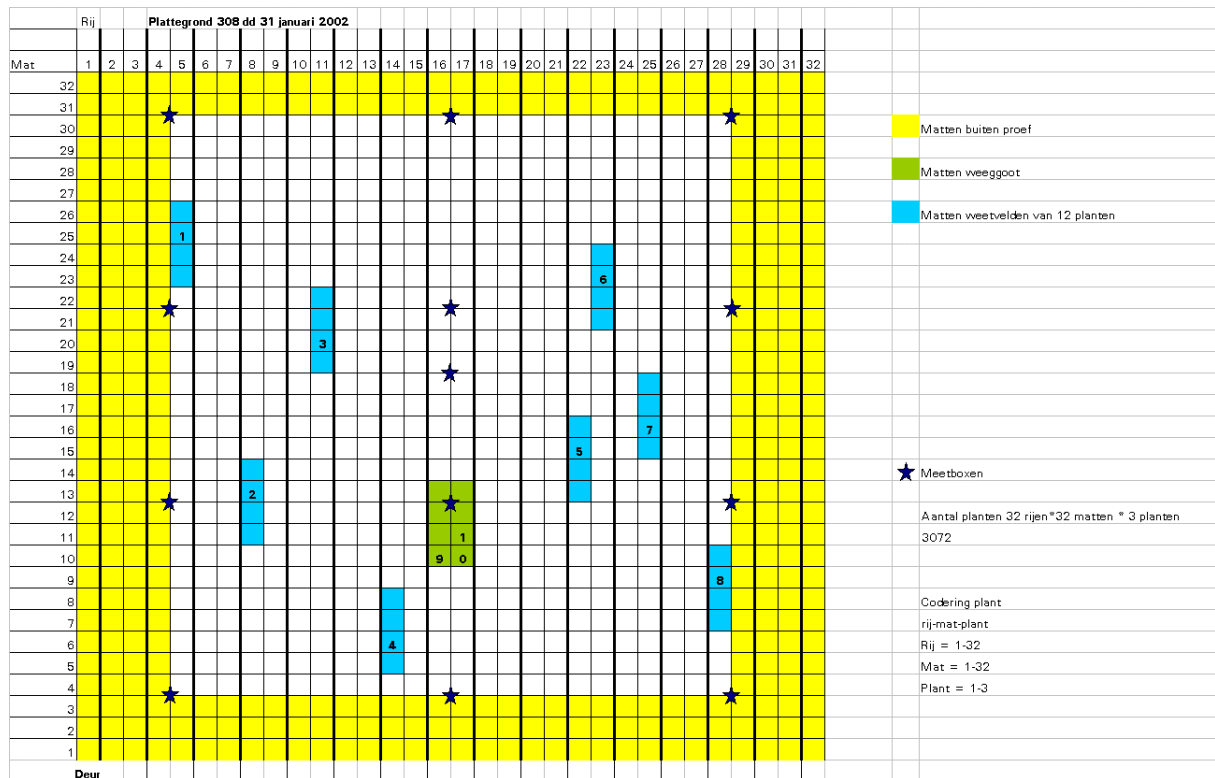 Rij Plattegrond 308 dd 31 januari 2002
Mat 1 2 3 4 5 6 7 8 9 10 11 12 13 14 15 16 17 18 19 20 21 22 23 24 25 26 27 28 29 30 31 32
32
31
30 Matten buiten proef
29
28 Matten weeggoot
27
26 Matten weetvelden van 12 planten
25 1
24
23 6
22
21
20 3
19
18
17
16 7
15 5
14 Meetboxen
13 2
12 Aantal planten 32 rijen*32 matten * 3 planten
11 1 3072
10 9 0
9 8
8 Codering plant
7 rij-mat-plant
6 4 Rij = 1-32
5 Mat = 1-32
4 Plant = 1-3
3
2
1
Deur